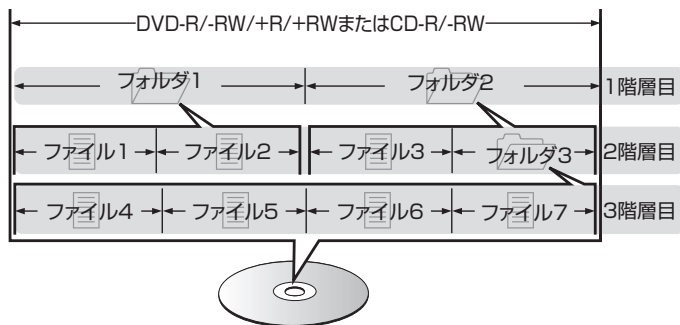 DVD-R/-RW/+R/+RWまたはCD-R/-RW
フォルダ1 フォルダ2 1階層目
ファイル1 ファイル2 ファイル3 フォルダ3 2階層目
ファイル4 ファイル5 ファイル6 ファイル7 3階層目